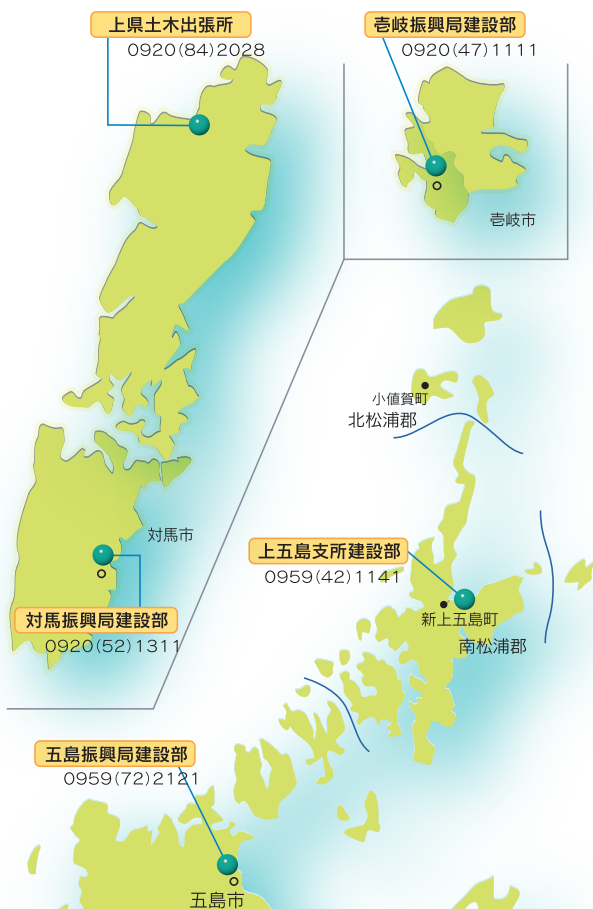 上県土木出張所
0920(84)2028
壱岐振興局建設部
0920(47)1111
壱岐市
小値賀町
北松浦郡
対馬市
上五島支所建設部
0959(42)1141
対馬振興局建設部
0920(52)1311
新上五島町
南松浦郡
五島振興局建設部
0959(72)2121
五島市